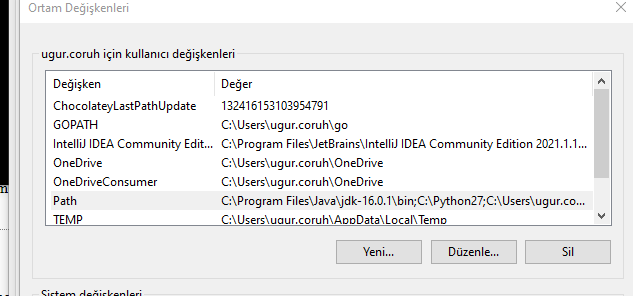 Ortam Değişkenleri
ugur.coruh için kullanıcı değişkenleri
Değişken Değer
ChocolateyLastPathUpdate 132416153103954791
GOPATH C:\Users\ugur.coruh\go
IntelliJ IDEA Community Edit... C:\Program Files\JetBrains\IntelliJ IDEA Community Edition 2021.1.1...
OneDrive C:\Users\ugur.coruh\OneDrive
OneDriveConsumer C:\Users\ugur.coruh\OneDrive
Path C:\Program Files\Java\jdk-16.0.1\bin;C:\Python27;C:\Users\ugur.co...
TEMP C:\Users\ugur.coruh\AppData\Local\Temp
Yeni... Düzenle... Sil
Sistem değişkenleri